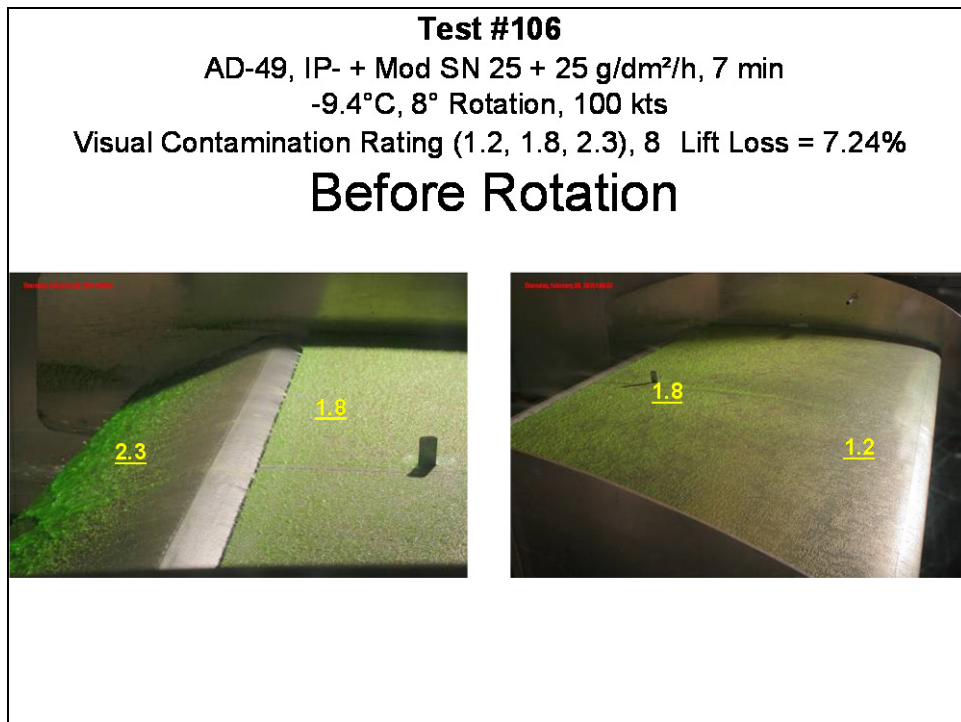 Test #106
AD-49, IP- + Mod SN 25 + 25 g/dm²/h, 7 min
-9.4°C, 8° Rotation, 100 kts
Visual Contamination Rating (1.2, 1.8, 2.3), 8 Lift Loss = 7.24%
Before Rotation
1.8
2.3
1.8
1.2